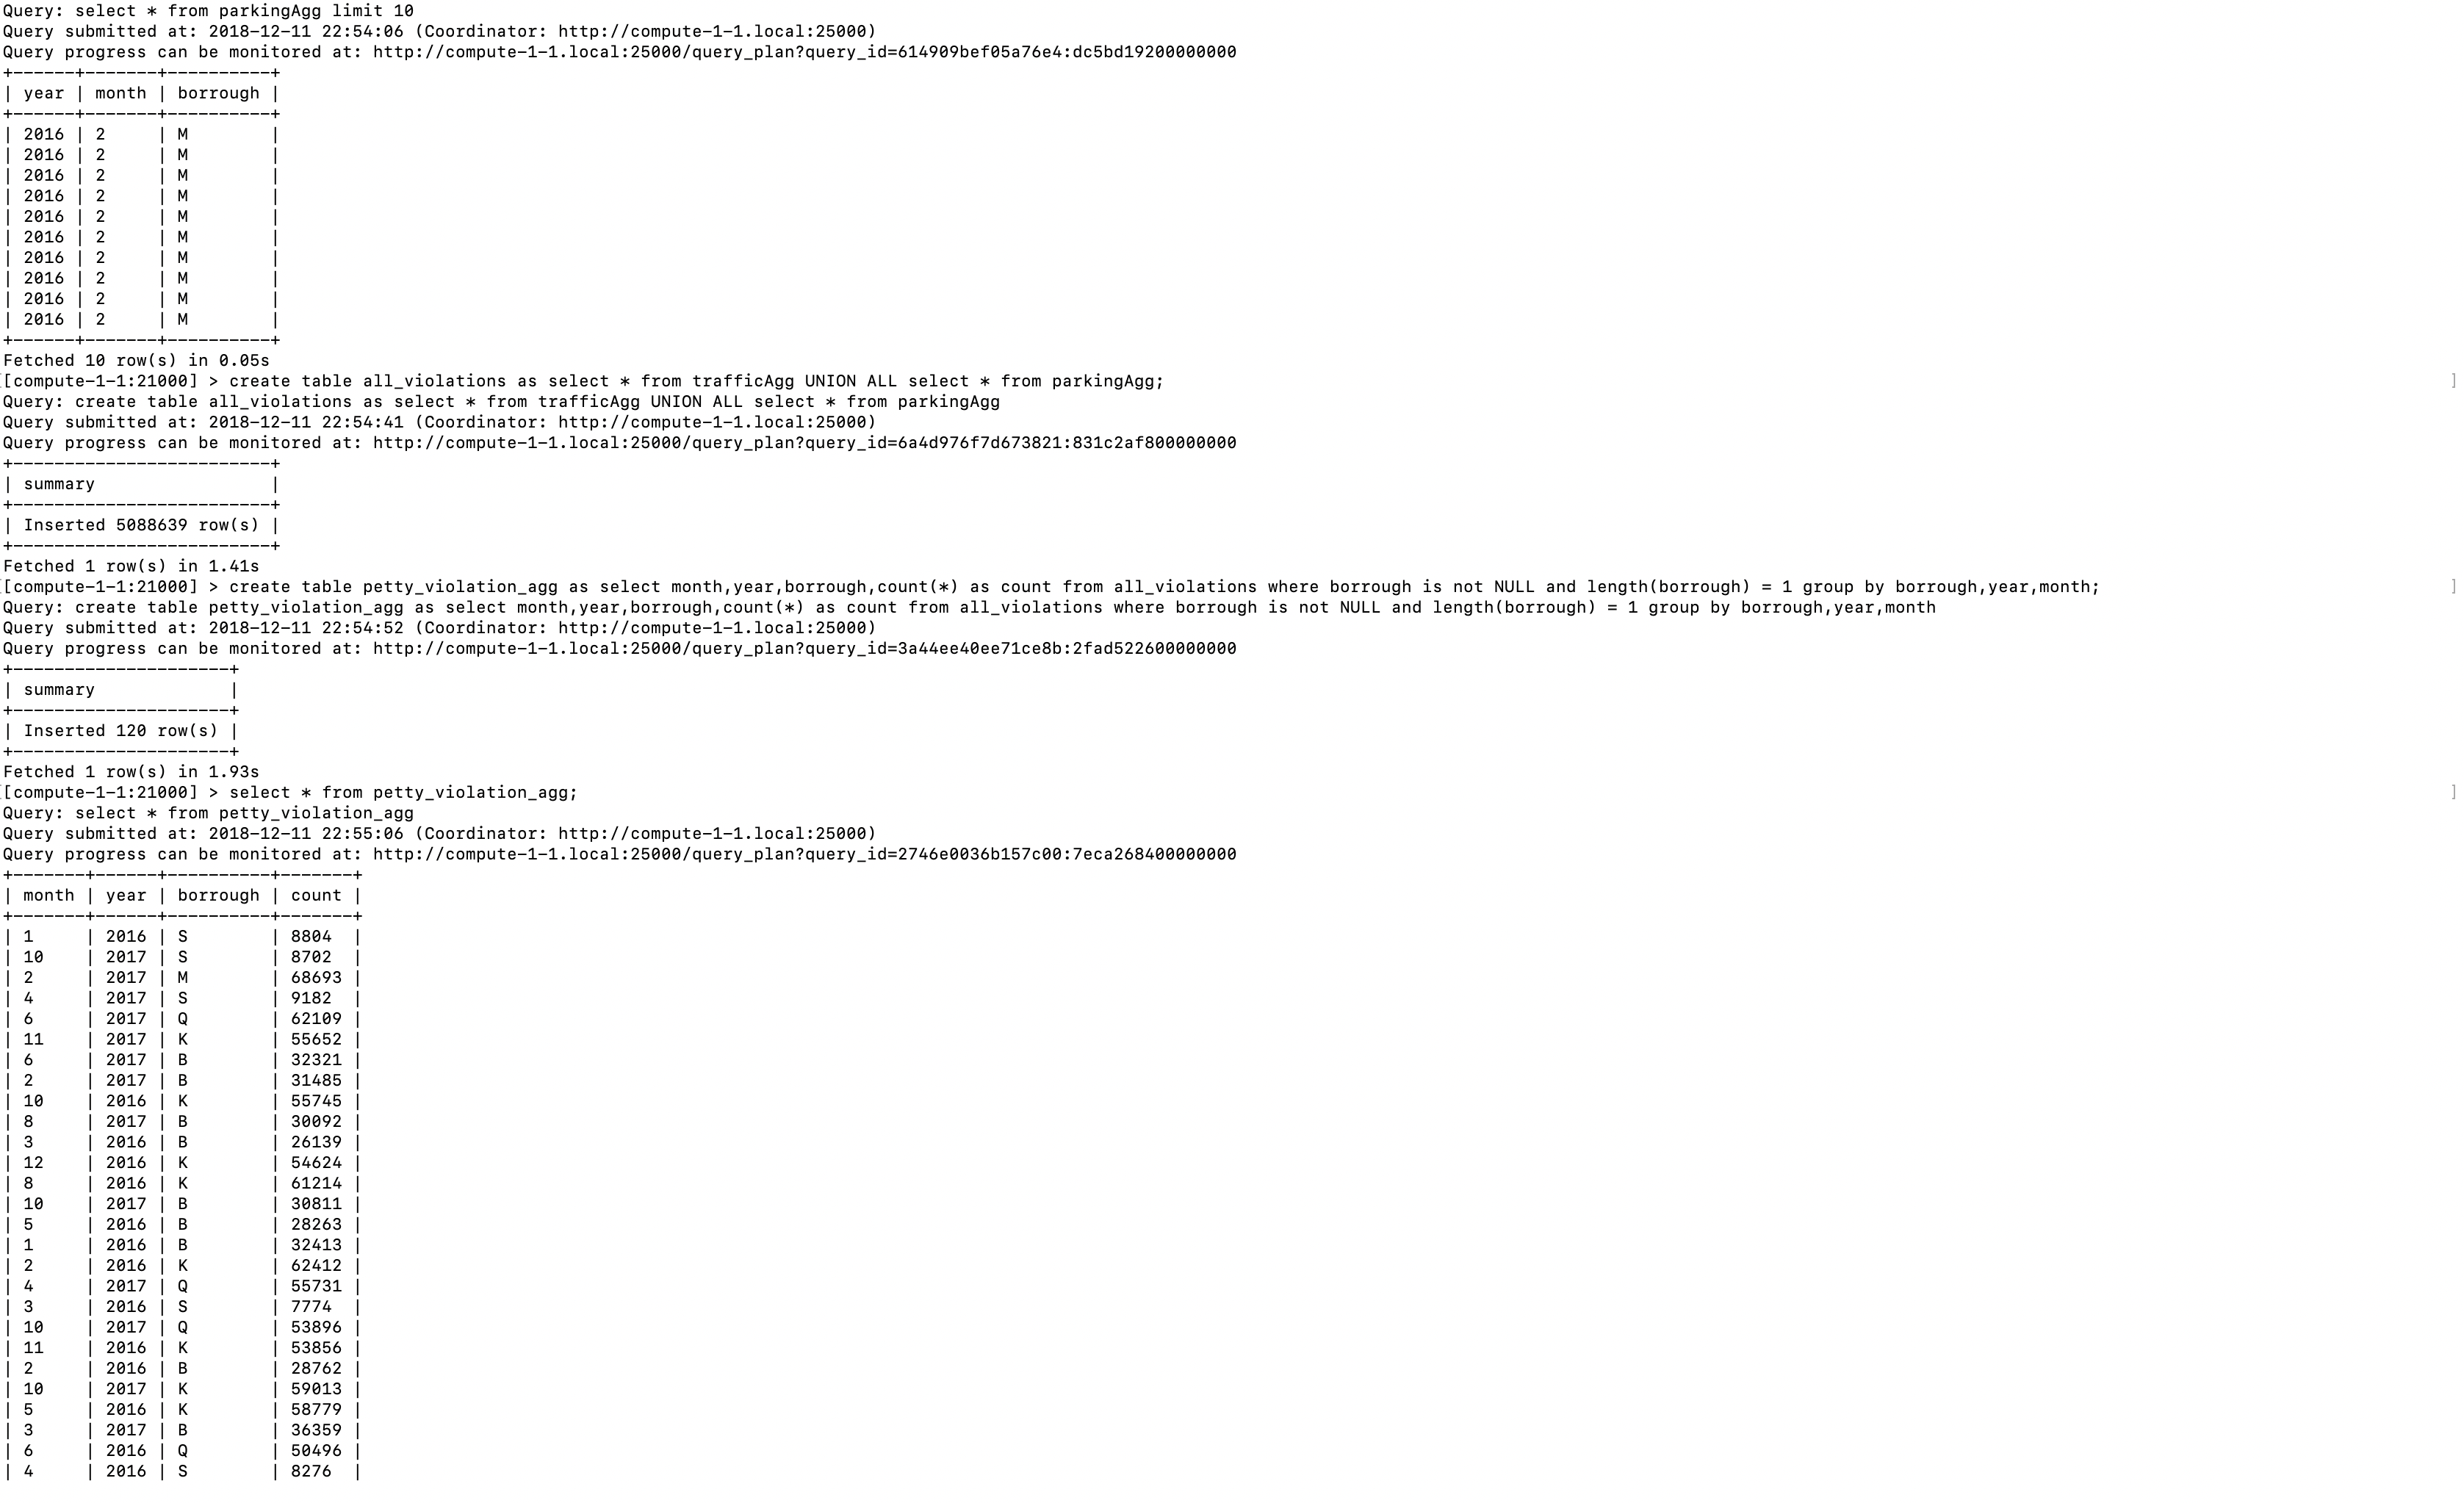 Query: select * from parkingAgg limit 10
Query submitted at: 2018-12-11 22:54:06 (Coordinator: http://compute-1-1.local:25000)
Query progress can be monitored at: http://compute-1-1.local:25000/query_plan?query_id=614909bef05a76e4:dc5bd19200000000
+------+-------+----------+
| year | month | borrough |
+------+-------+----------+
| 2016 | 2     | M        |
| 2016 | 2     | M        |
| 2016 | 2     | M        |
| 2016 | 2     | M        |
| 2016 | 2     | M        |
| 2016 | 2     | M        |
| 2016 | 2     | M        |
| 2016 | 2     | M        |
| 2016 | 2     | M        |
| 2016 | 2     | M        |
+------+-------+----------+
Fetched 10 row(s) in 0.05s
[[compute-1-1:21000] > create table all_violations as select * from trafficAgg UNION ALL select * from parkingAgg; ]
Query: create table all_violations as select * from trafficAgg UNION ALL select * from parkingAgg
Query submitted at: 2018-12-11 22:54:41 (Coordinator: http://compute-1-1.local:25000)
Query progress can be monitored at: http://compute-1-1.local:25000/query_plan?query_id=6a4d976f7d673821:831c2af800000000
+-------------------------+
| summary                 |
+-------------------------+
| Inserted 5088639 row(s) |
+-------------------------+
Fetched 1 row(s) in 1.41s
[[compute-1-1:21000] > create table petty_violation_agg as select month,year,borrough,count(*) as count from all_violations where borrough is not NULL and length(borrough) = 1 group by borrough,year,month; ]
Query: create table petty_violation_agg as select month,year,borrough,count(*) as count from all_violations where borrough is not NULL and length(borrough) = 1 group by borrough,year,month
Query submitted at: 2018-12-11 22:54:52 (Coordinator: http://compute-1-1.local:25000)
Query progress can be monitored at: http://compute-1-1.local:25000/query_plan?query_id=3a44ee40ee71ce8b:2fad522600000000
+---------------------+
| summary             |
+---------------------+
| Inserted 120 row(s) |
+---------------------+
Fetched 1 row(s) in 1.93s
[[compute-1-1:21000] > select * from petty_violation_agg; ]
Query: select * from petty_violation_agg
Query submitted at: 2018-12-11 22:55:06 (Coordinator: http://compute-1-1.local:25000)
Query progress can be monitored at: http://compute-1-1.local:25000/query_plan?query_id=2746e0036b157c00:7eca268400000000
+-------+------+----------+-------+
| month | year | borrough | count |
+-------+------+----------+-------+
| 1     | 2016 | S        | 8804  |
| 10    | 2017 | S        | 8702  |
| 2     | 2017 | M        | 68693 |
| 4     | 2017 | S        | 9182  |
| 6     | 2017 | Q        | 62109 |
| 11    | 2017 | K        | 55652 |
| 6     | 2017 | B        | 32321 |
| 2     | 2017 | B        | 31485 |
| 10    | 2016 | K        | 55745 |
| 8     | 2017 | B        | 30092 |
| 3     | 2016 | B        | 26139 |
| 12    | 2016 | K        | 54624 |
| 8     | 2016 | K        | 61214 |
| 10    | 2017 | B        | 30811 |
| 5     | 2016 | B        | 28263 |
| 1     | 2016 | B        | 32413 |
| 2     | 2016 | K        | 62412 |
| 4     | 2017 | Q        | 55731 |
| 3     | 2016 | S        | 7774  |
| 10    | 2017 | Q        | 53896 |
| 11    | 2016 | K        | 53856 |
| 2     | 2016 | B        | 28762 |
| 10    | 2017 | K        | 59013 |
| 5     | 2016 | K        | 58779 |
| 3     | 2017 | B        | 36359 |
| 6     | 2016 | Q        | 50496 |
| 4     | 2016 | S        | 8276  |